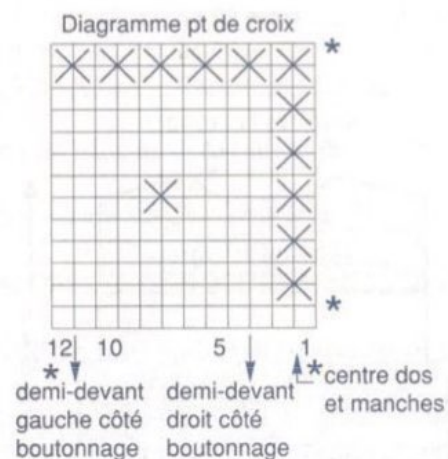 Diagramme pt de croix
*
*
12 10 5 1
* demi-devant
gauche côté
boutonnage
demi-devant
droit côté
boutonnage
* centre dos
et manches